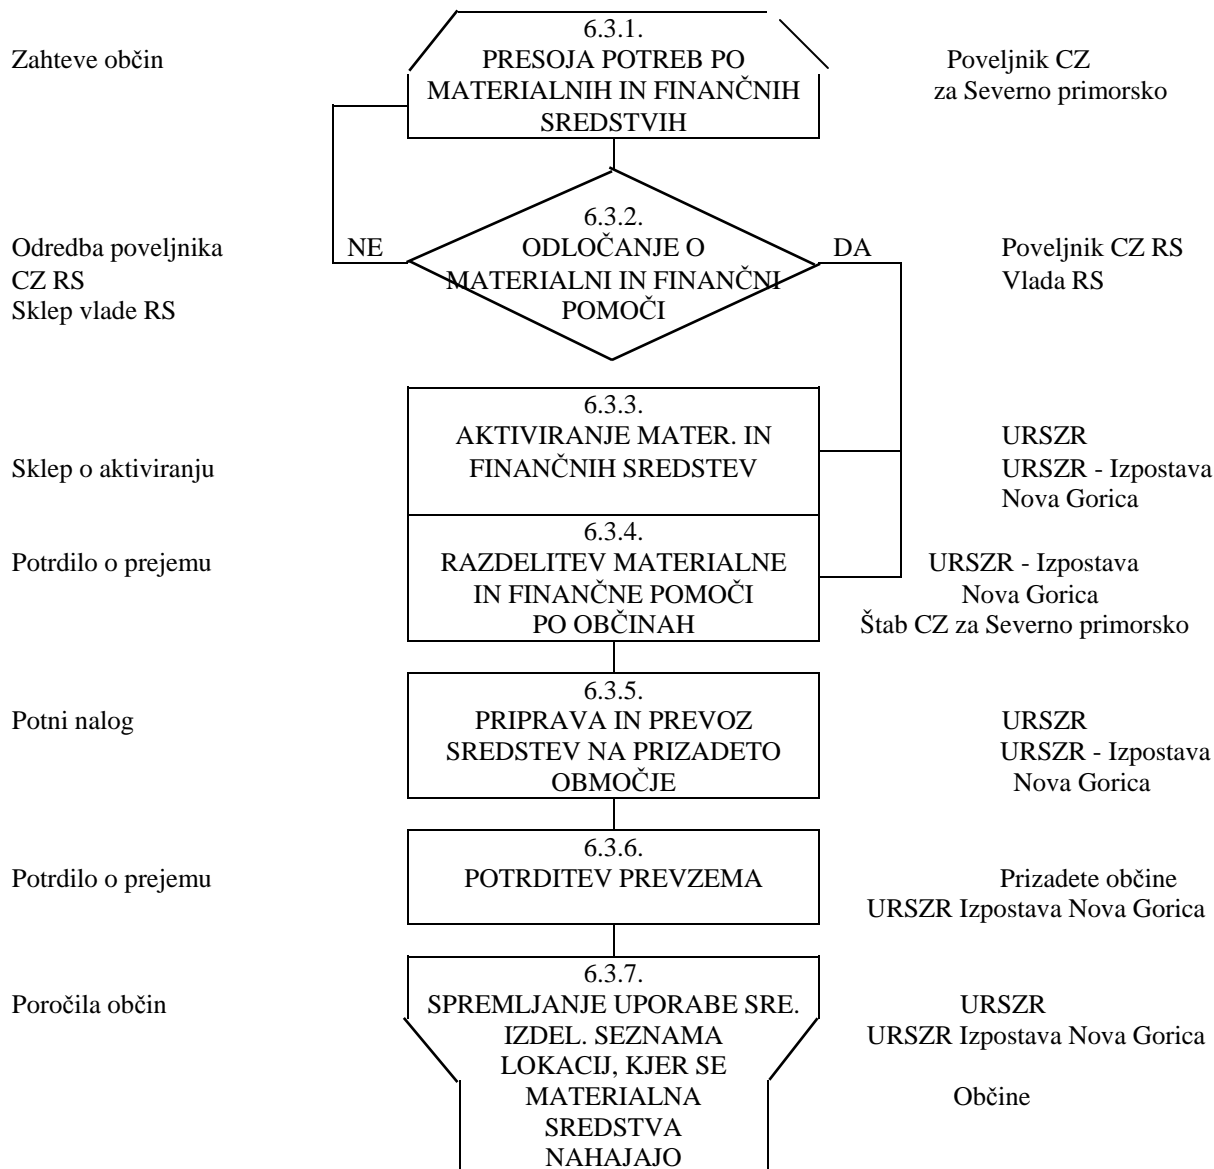 6.3.1.
Zahteve občin PRESOJA POTREB PO Poveljnik CZ
MATERIALNIH IN FINANČNIH za Severno primorsko
SREDSTVIH
6.3.2.
Odredba poveljnika NE ODLOČANJE O DA Poveljnik CZ RS
CZ RS MATERIALNI IN FINANČNI Vlada RS
Sklep vlade RS POMOČI
6.3.3.
AKTIVIRANJE MATER. IN URSZR
Sklep o aktiviranju FINANČNIH SREDSTEV URSZR - Izpostava
Nova Gorica
6.3.4.
Potrdilo o prejemu RAZDELITEV MATERIALNE URSZR - Izpostava
IN FINANČNE POMOČI Nova Gorica
PO OBČINAH Štab CZ za Severno primorsko
6.3.5.
Potni nalog PRIPRAVA IN PREVOZ URSZR
SREDSTEV NA PRIZADETO URSZR - Izpostava
OBMOČJE Nova Gorica
6.3.6.
Potrdilo o prejemu POTRDITEV PREVZEMA Prizadete občine
URSZR Izpostava Nova Gorica
6.3.7.
Poročila občin SPREMLJANJE UPORABE SRE. URSZR
IZDEL. SEZNAMA URSZR Izpostava Nova Gorica
LOKACIJ, KJER SE
MATERIALNA Občine
SREDSTVA
NAHAJAJO